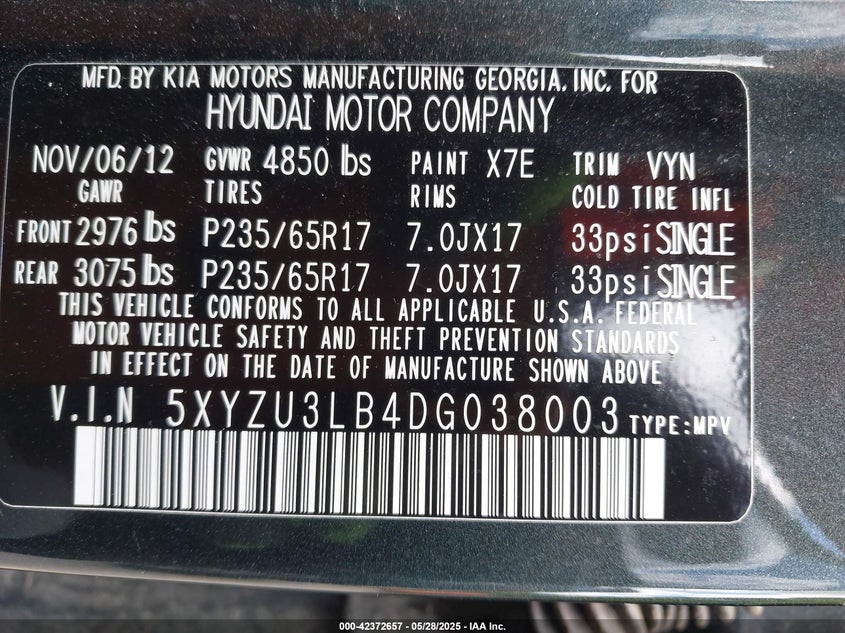 MFD. BY KIA MOTORS MANUFACTURING GEORGIA, INC. FOR
HYUNDAI MOTOR COMPANY
NOV/06/12 GVWR 4850 lbs PAINT X7E TRIM VYN
GAWR TIRES RIMS COLD TIRE INFL
FRONT 2976 lbs P235/65R17 7.0JX17 33psi SINGLE
REAR 3075 lbs P235/65R17 7.0JX17 33psi SINGLE
THIS VEHICLE CONFORMS TO ALL APPLICABLE U.S.A. FEDERAL
MOTOR VEHICLE SAFETY AND THEFT PREVENTION STANDARDS
IN EFFECT ON THE DATE OF MANUFACTURE SHOWN ABOVE
V.I.N 5XYZU3LB4DG038003 TYPE:MPV
000-42372657 - 05/28/2025 - IAA Inc.